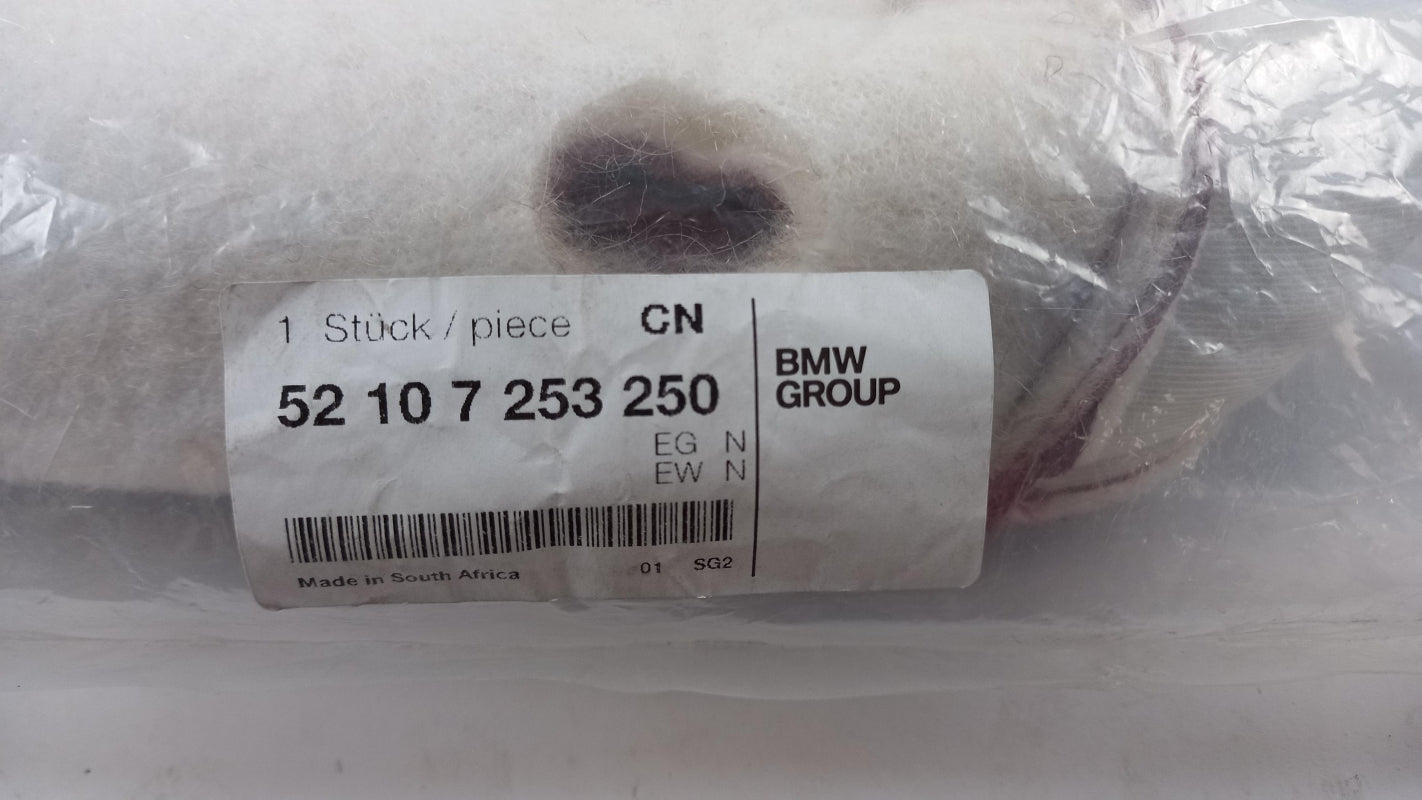 1 Stück / piece CN
52 10 7 253 250
EG N
EW N
Made in South Africa 01 SG2
BMW
GROUP